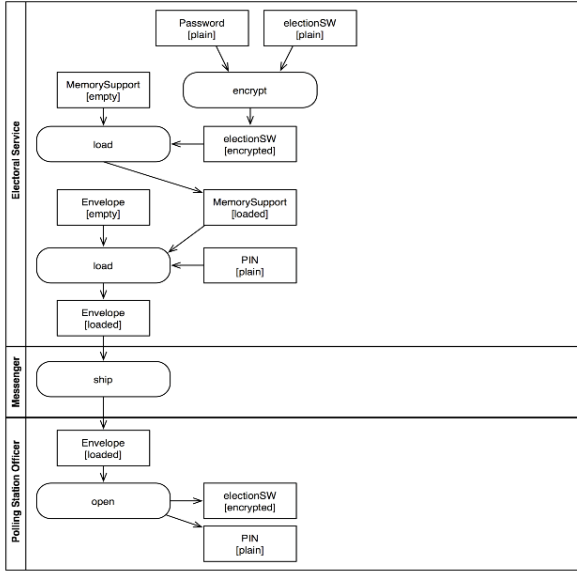 Electoral Service
Password
[plain]
electionSW
[plain]
MemorySupport
[empty]
encrypt
load
electionSW
[encrypted]
Envelope
[empty]
MemorySupport
[loaded]
load
PIN
[plain]
Envelope
[loaded]
Messenger
ship
Polling Station Officer
Envelope
[loaded]
open
electionSW
[encrypted]
PIN
[plain]